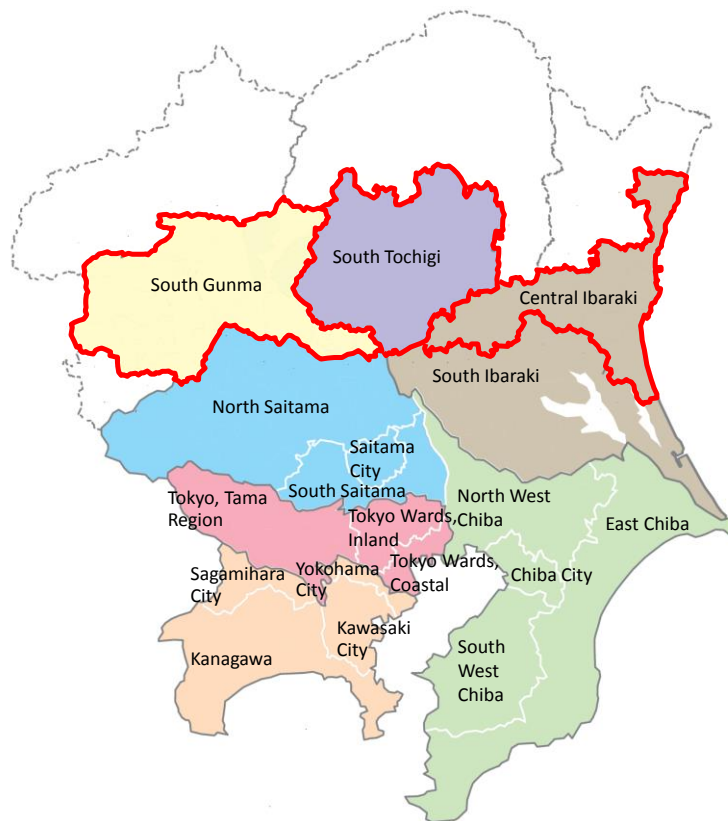 South Tochigi
South Gunma
Central Ibaraki
South Ibaraki
North Saitama
Saitama
City
South Saitama
Tokyo, Tama
Region
Tokyo Wards,
Inland
North West
Chiba
East Chiba
Sagamihara
City
Yokohama
City
Tokyo Wards,
Coastal
Chiba City
Kawasaki
City
Kanagawa
South
West
Chiba